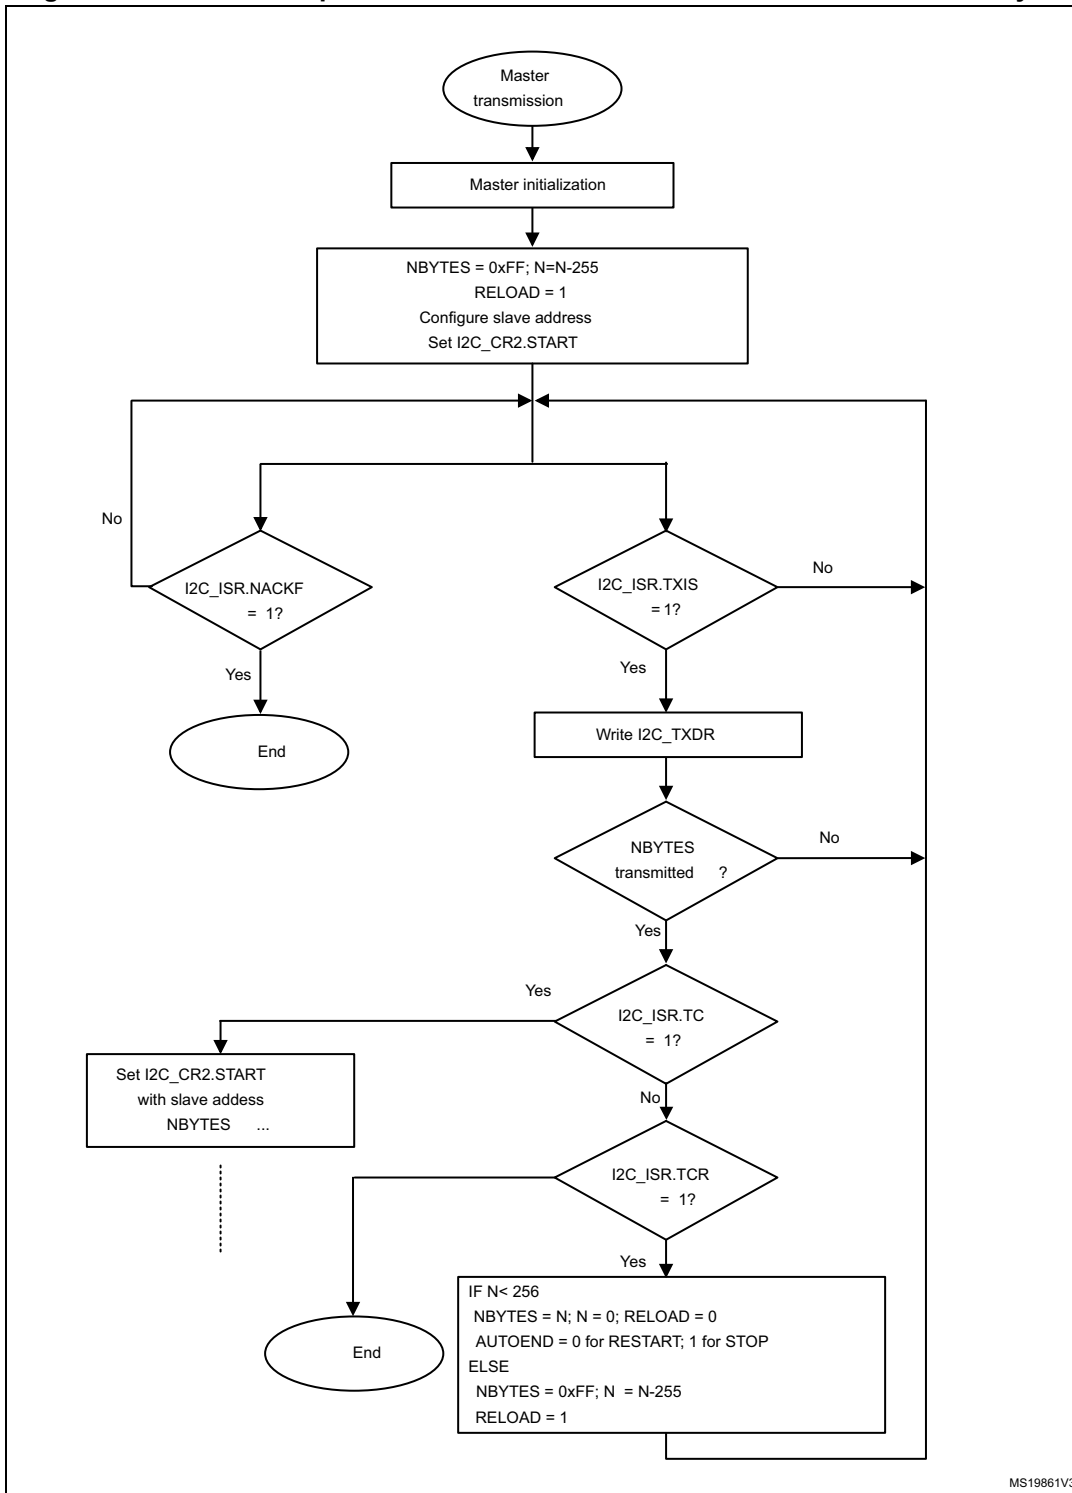 Master
transmission
Master initialization
NBYTES = 0xFF; N=N-255
RELOAD = 1
Configure slave address
Set I2C_CR2.START
No
I2C_ISR.NACKF
= 1?
Yes
End
I2C_ISR.TXIS
= 1?
No
Yes
Write I2C_TXDR
NBYTES
transmitted ?
No
Yes
I2C_ISR.TC
= 1?
Yes
Set I2C_CR2.START
with slave addess
NBYTES ...
No
I2C_ISR.TCR
= 1?
Yes
End
IF N< 256
NBYTES = N; N = 0; RELOAD = 0
AUTOEND = 0 for RESTART; 1 for STOP
ELSE
NBYTES = 0xFF; N = N-255
RELOAD = 1
MS19861V3